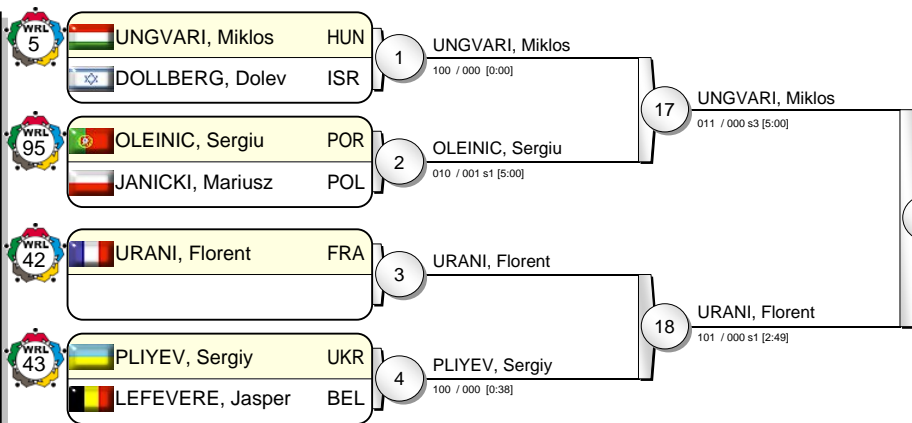 WRL
5
UNGVARI, Miklos HUN
DOLLBERG, Dolev ISR
1
UNGVARI, Miklos
100 / 000 [0:00]
WRL
95
OLEINIC, Sergiu POR
JANICKI, Mariusz POL
2
OLEINIC, Sergiu
010 / 001 s1 [5:00]
17
UNGVARI, Miklos
011 / 000 s3 [5:00]
WRL
42
URANI, Florent FRA
3
URANI, Florent
WRL
43
PLIYEV, Sergiy UKR
LEFEVERE, Jasper BEL
4
PLIYEV, Sergiy
100 / 000 [0:38]
18
URANI, Florent
101 / 000 s1 [2:49]